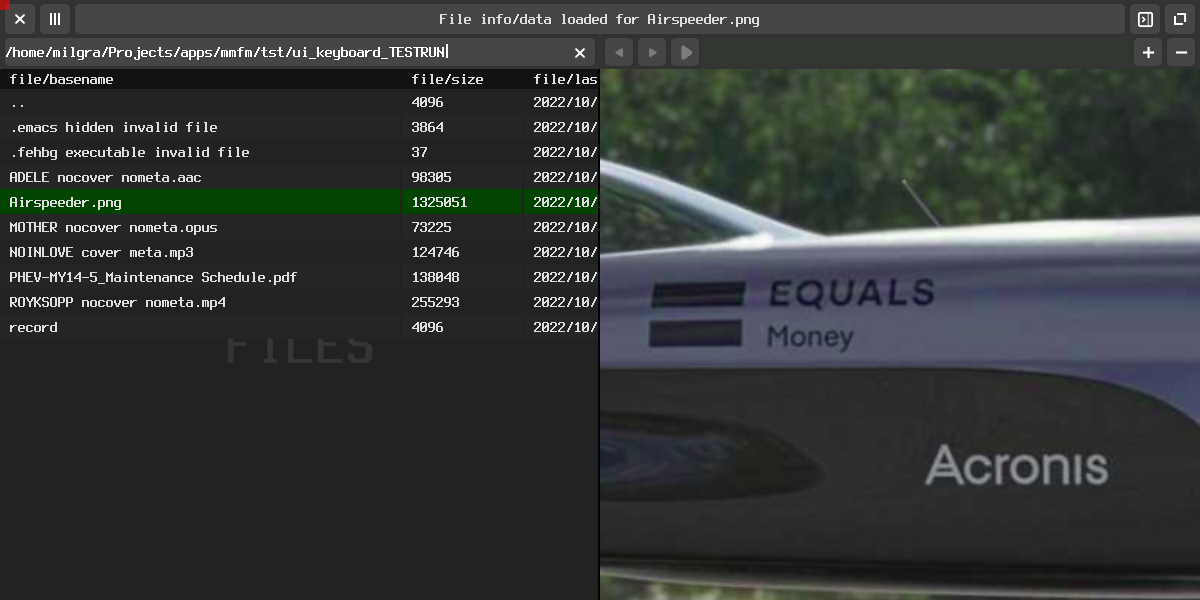 File info/data loaded for Airspeeder.png
/home/milgra/Projects/apps/mmfm/tst/ui_keyboard_TESTRUN
file/basename file/size file/las
.. 4096 2022/10/
.emacs hidden invalid file 3864 2022/10/
.fehbg executable invalid file 37 2022/10/
ADELE nocover nometa.aac 98305 2022/10/
Airspeeder.png 1325051 2022/10/
MOTHER nocover nometa.opus 73225 2022/10/
NOINLOVE cover meta.mp3 124746 2022/10/
PHEV-MY14-5_Maintenance Schedule.pdf 138048 2022/10/
ROYKSOPP nocover nometa.mp4 255293 2022/10/
record 4096 2022/10/
FILES
EQUALS
Money
Acronis